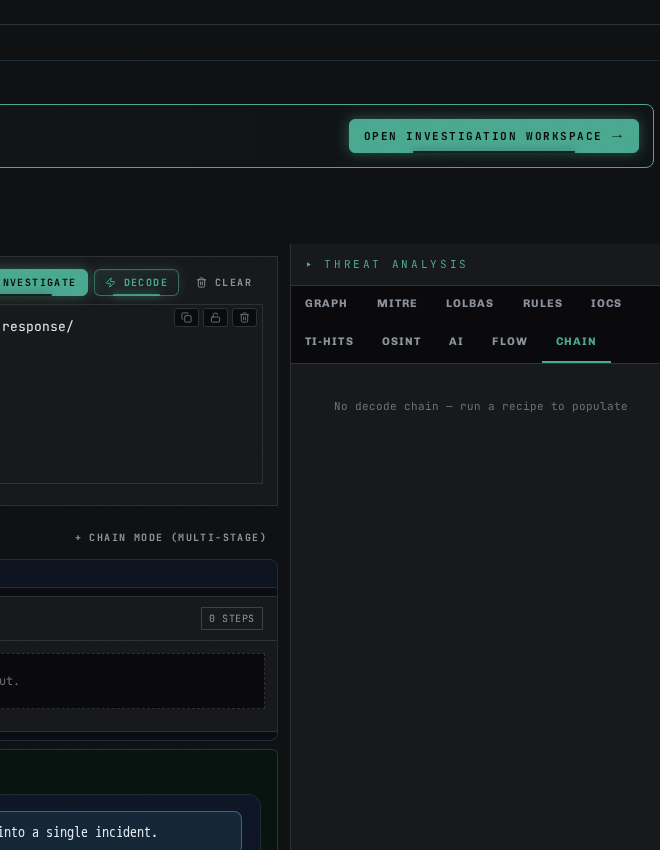 OPEN INVESTIGATION WORKSPACE →
NVESTIGATE
DECODE
CLEAR
response/
+ CHAIN MODE (MULTI-STAGE)
0 STEPS
ut.
into a single incident.
▸ THREAT ANALYSIS
GRAPH MITRE LOLBAS RULES IOCS
TI-HITS OSINT AI FLOW CHAIN
No decode chain — run a recipe to populate